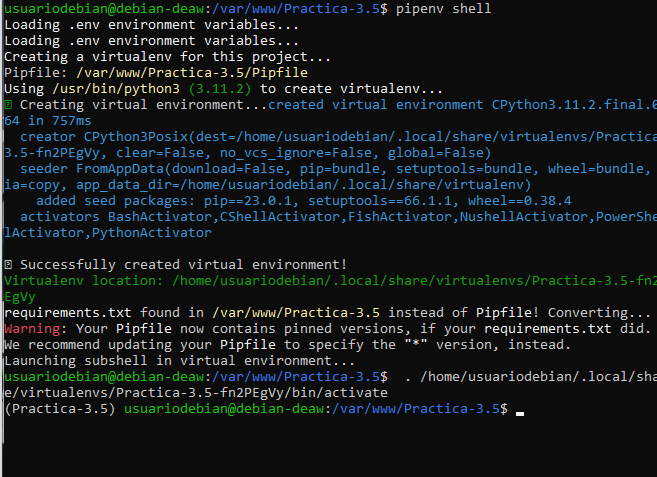 usuariodebian@debian-deaw:/var/www/Practica-3.5$ pipenv shell
Loading .env environment variables...
Loading .env environment variables...
Creating a virtualenv for this project...
Pipfile: /var/www/Practica-3.5/Pipfile
Using /usr/bin/python3 (3.11.2) to create virtualenv...
Creating virtual environment...created virtual environment CPython3.11.2.final.0
64 in 757ms
creator CPython3Posix(dest=/home/usuariodebian/.local/share/virtualenvs/Practica
3.5-fn2PEgVy, clear=False, no_vcs_ignore=False, global=False)
seeder FromAppData(download=False, pip=bundle, setuptools=bundle, wheel=bundle,
ia=copy, app_data_dir=/home/usuariodebian/.local/share/virtualenv)
added seed packages: pip==23.0.1, setuptools==66.1.1, wheel==0.38.4
activators BashActivator,CShellActivator,FishActivator,NushellActivator,PowerShe
lActivator,PythonActivator
Successfully created virtual environment!
Virtualenv location: /home/usuariodebian/.local/share/virtualenvs/Practica-3.5-fn2
EgVy
requirements.txt found in /var/www/Practica-3.5 instead of Pipfile! Converting...
Warning: Your Pipfile now contains pinned versions, if your requirements.txt did.
We recommend updating your Pipfile to specify the "*" version, instead.
Launching subshell in virtual environment...
usuariodebian@debian-deaw:/var/www/Practica-3.5$  . /home/usuariodebian/.local/sha
e/virtualenvs/Practica-3.5-fn2PEgVy/bin/activate
(Practica-3.5) usuariodebian@debian-deaw:/var/www/Practica-3.5$